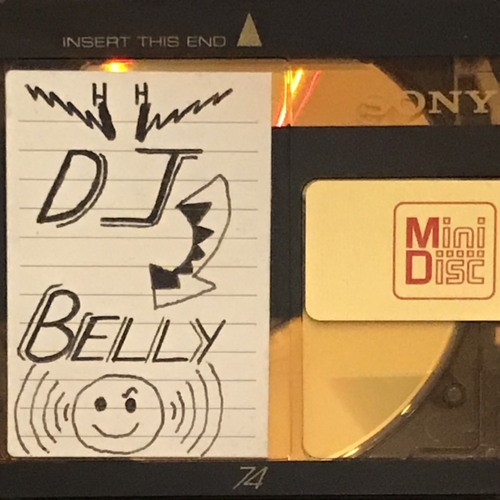 INSERT THIS END
SONY
H H
DJ
BELLY
Mini
Disc
74